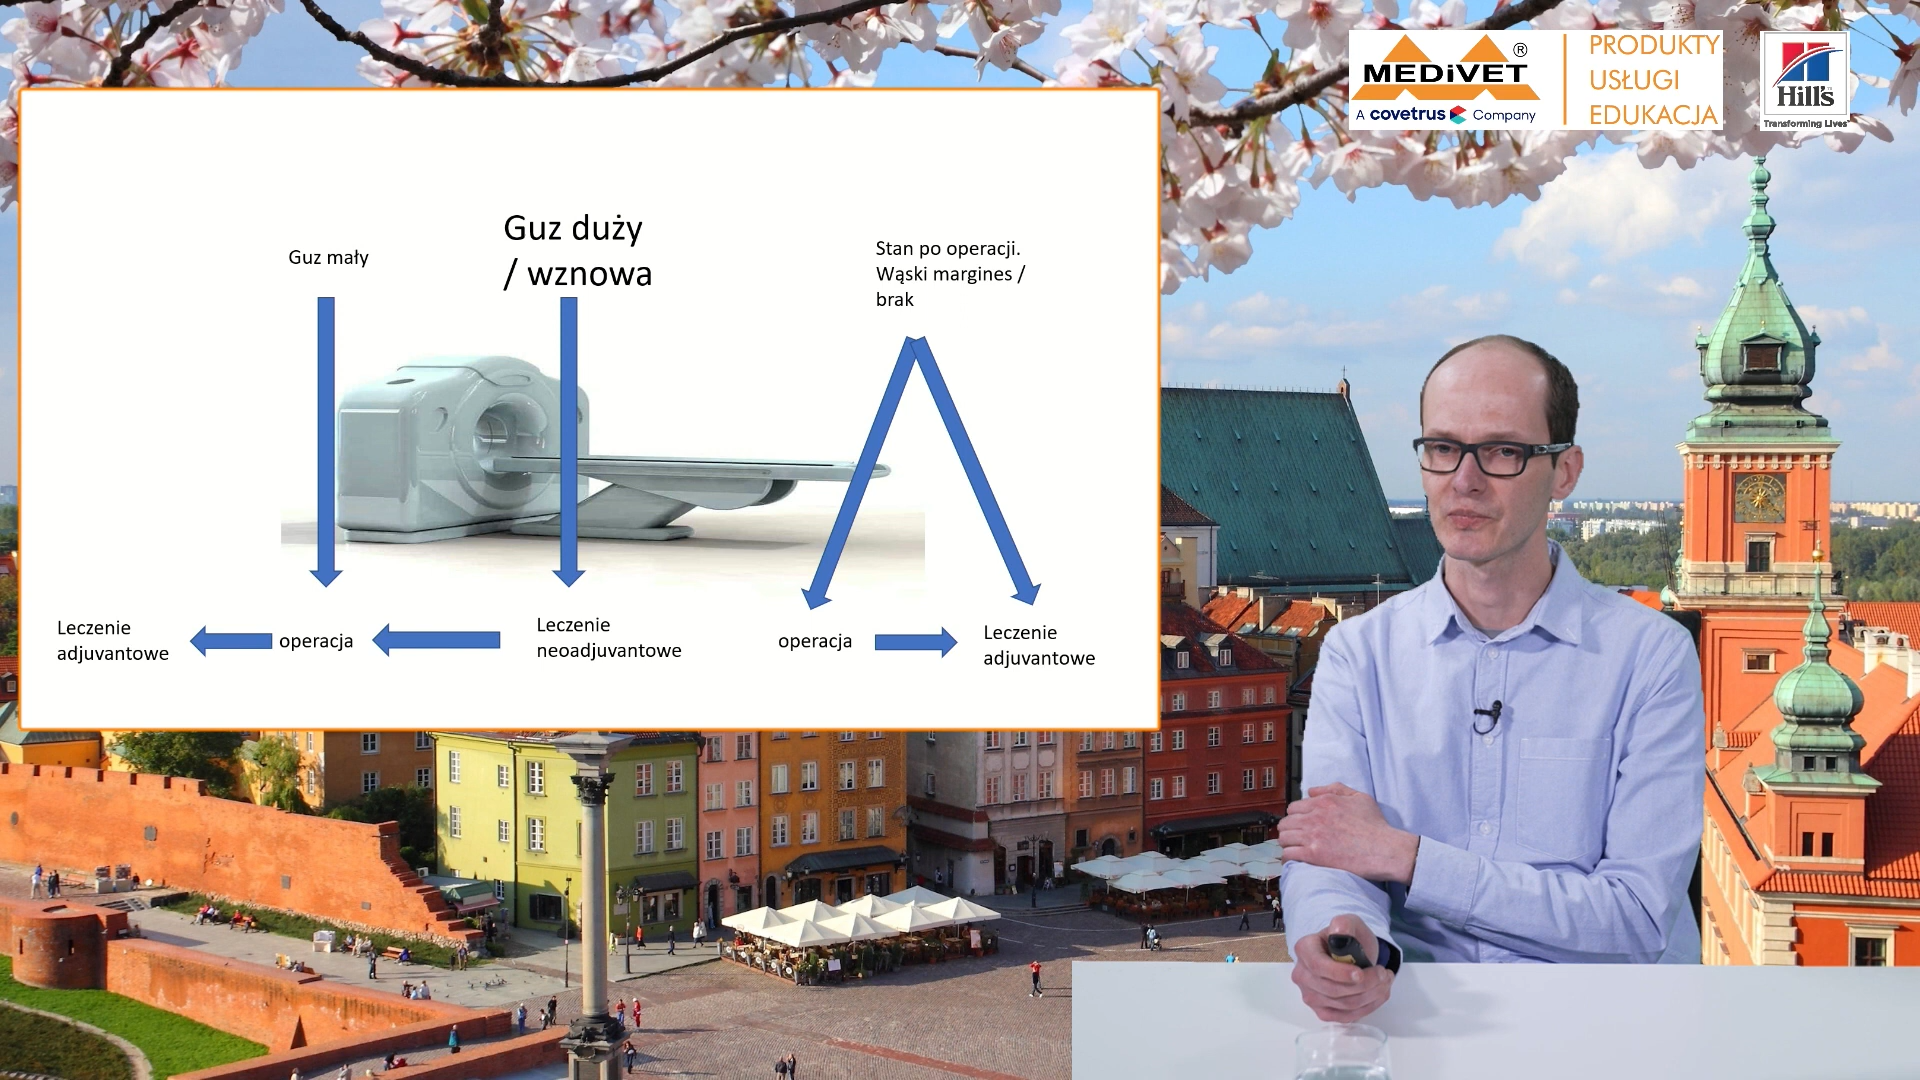 MEDiVET®
A covetrus Company
PRODUKTY
USŁUGI
EDUKACJA
Hill's
Transforming Lives
Guz mały
Guz duży
/ wznowa
Stan po operacji.
Wąski margines /
brak
Leczenie
adjuvantowe
operacja
Leczenie
neoadjuvantowe
operacja
Leczenie
adjuvantowe